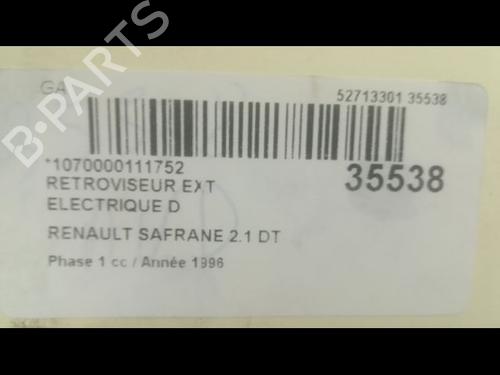 GA
52713301 35538
*1070000111752
35538
RETROVISEUR EXT
ELECTRIQUE D
RENAULT SAFRANE 2.1 DT
Phase 1 cc / Année 1996
B-PARTS